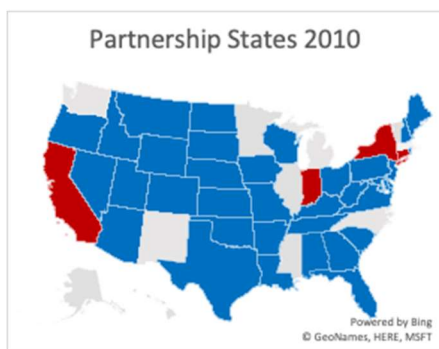 Partnership States 2010
Powered by Bing
© GeoNames, HERE, MSFT